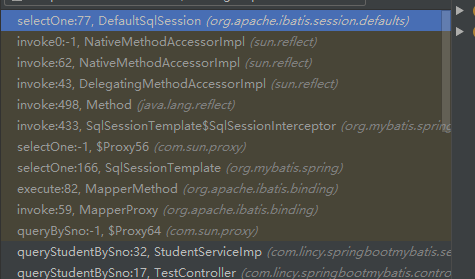 selectOne:77, DefaultSqlSession (org.apache.ibatis.session.defaults)
invoke0:-1, NativeMethodAccessorImpl (sun.reflect)
invoke:62, NativeMethodAccessorImpl (sun.reflect)
invoke:43, DelegatingMethodAccessorImpl (sun.reflect)
invoke:498, Method (java.lang.reflect)
invoke:433, SqlSessionTemplate$SqlSessionInterceptor (org.mybatis.spring
selectOne:-1, $Proxy56 (com.sun.proxy)
selectOne:166, SqlSessionTemplate (org.mybatis.spring)
execute:82, MapperMethod (org.apache.ibatis.binding)
invoke:59, MapperProxy (org.apache.ibatis.binding)
queryBySno:-1, $Proxy64 (com.sun.proxy)
queryStudentBySno:32, StudentServiceImp (com.lincy.springbootmybatis.se
queryStudentBySno:17, TestController (com.lincy.springbootmybatis.contro